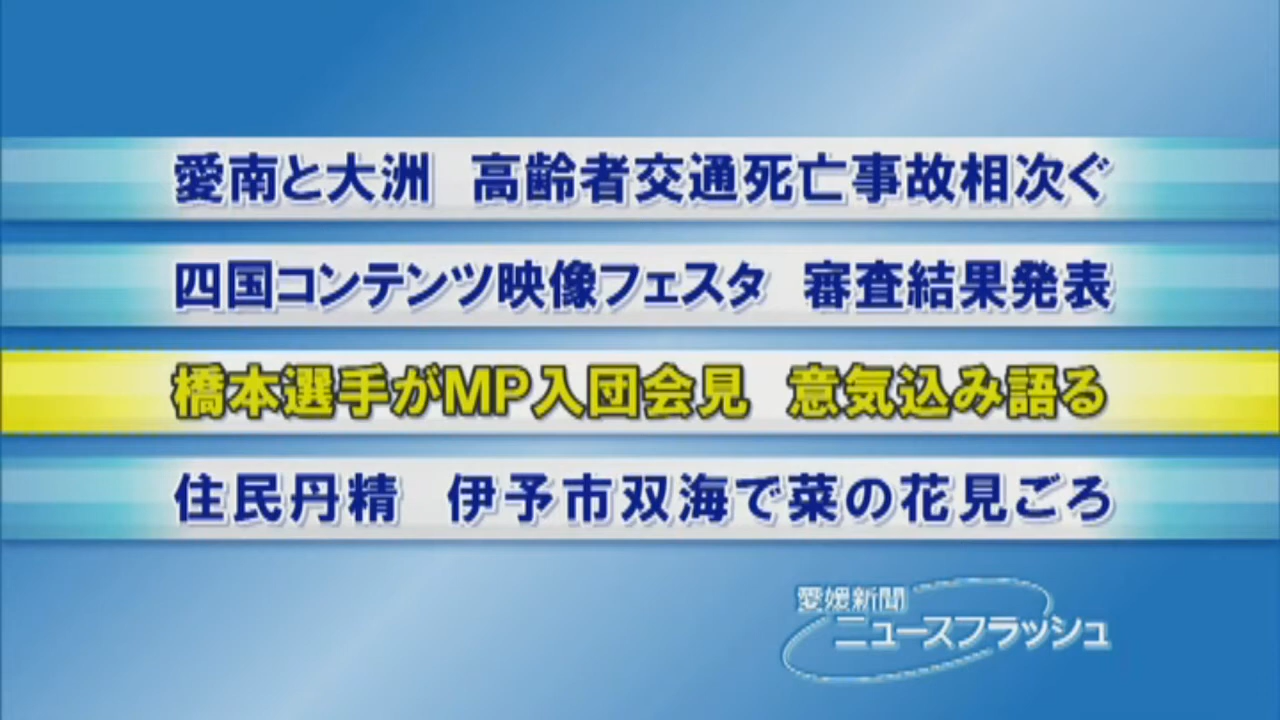 愛南と大洲 高齢者交通死亡事故相次ぐ
四国コンテンツ映像フェスタ 審査結果発表
橋本選手がMP入団会見 意気込み語る
住民丹精 伊予市双海で菜の花見ごろ
愛媛新聞
ニュースフラッシュ